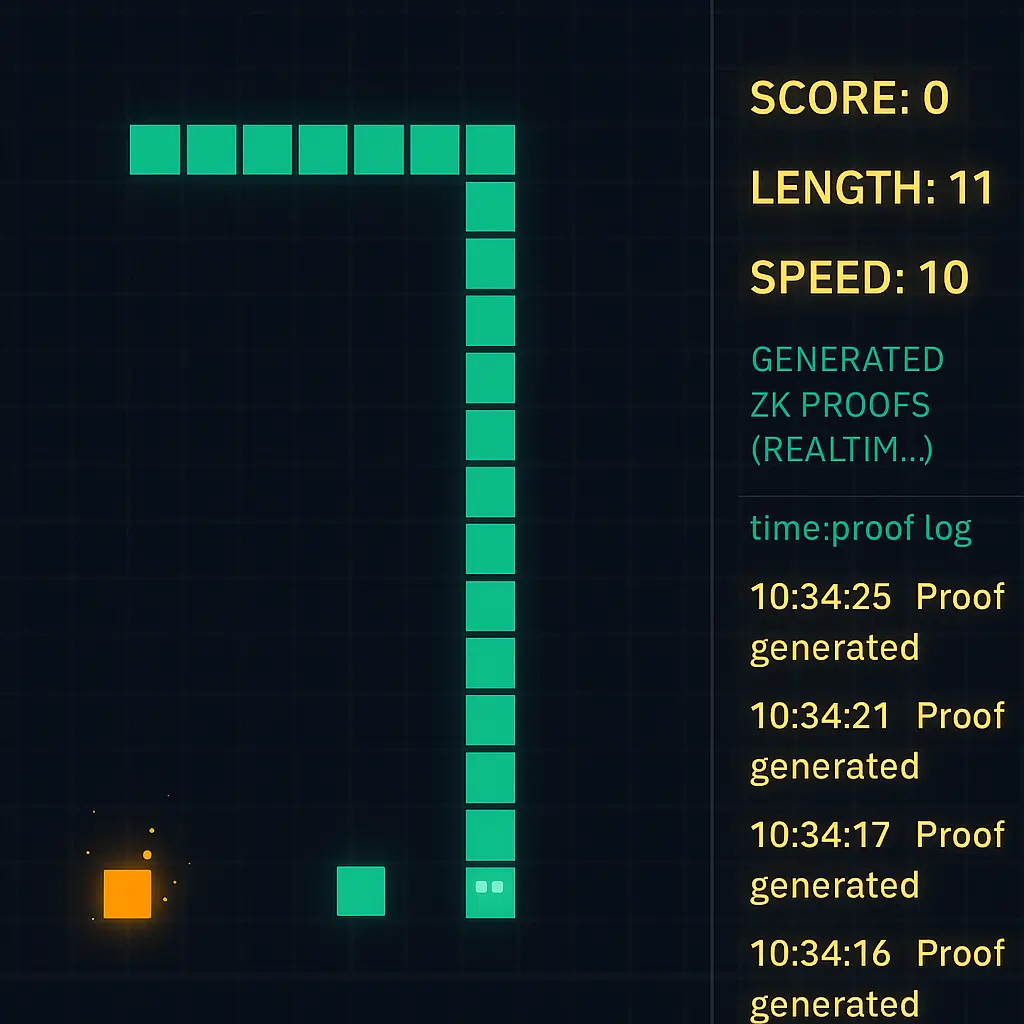 SCORE: 0
LENGTH: 11
SPEED: 10
GENERATED
ZK PROOFS
(REALTIM...)
time:proof log
10:34:25 Proof
generated
10:34:21 Proof
generated
10:34:17 Proof
generated
10:34:16 Proof
generated